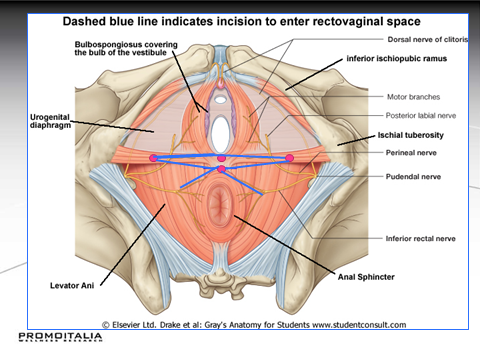 Dashed blue line indicates incision to enter rectovaginal space
Bulbospongiosus covering
the bulb of the vestibule
Dorsal nerve of clitoris
inferior ischiopubic ramus
Motor branches
Urogenital
diaphragm
Posterior labial nerve
Ischial tuberosity
Perineal nerve
Pudendal nerve
Inferior rectal nerve
Anal Sphincter
Levator Ani
© Elsevier Ltd. Drake et al: Gray's Anatomy for Students www.studentconsult.com
PROMOITALIA
WELLNESS RESEARCH